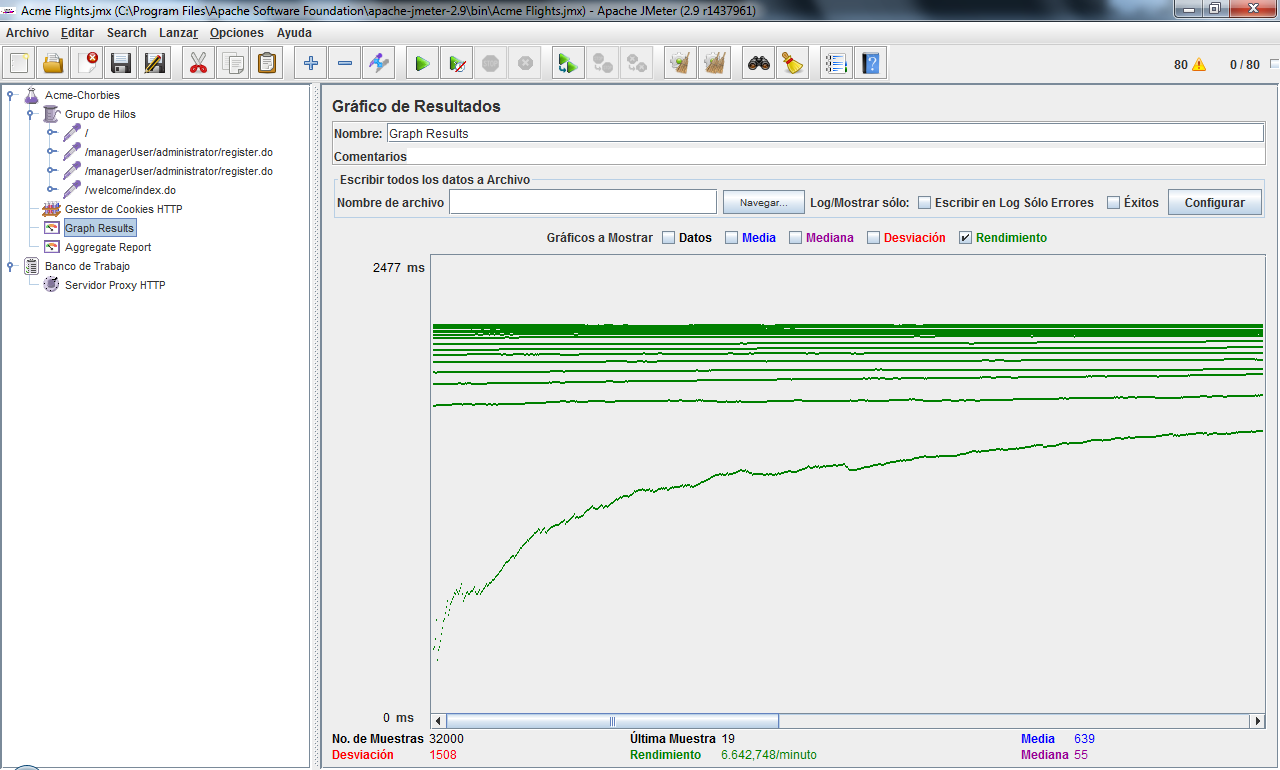 Acme Flights.jmx (C:\Program Files\Apache Software Foundation\apache-jmeter-2.9\bin\Acme Flights.jmx) - Apache JMeter (2.9 r1437961)
Archivo Editar Search Lanzar Opciones Ayuda
80 0 / 80
Acme-Chorbies
Grupo de Hilos
/
/managerUser/administrator/register.do
/managerUser/administrator/register.do
/welcome/index.do
Gestor de Cookies HTTP
Graph Results
Aggregate Report
Banco de Trabajo
Servidor Proxy HTTP
Gráfico de Resultados
Nombre: Graph Results
Comentarios
Escribir todos los datos a Archivo
Nombre de archivo Navegar... Log/Mostrar sólo: Escribir en Log Sólo Errores Éxitos Configurar
Gráficos a Mostrar Datos Media Mediana Desviación Rendimiento
2477 ms
0 ms
No. de Muestras 32000 Última Muestra 19 Media 639
Desviación 1508 Rendimiento 6.642,748/minuto Mediana 55